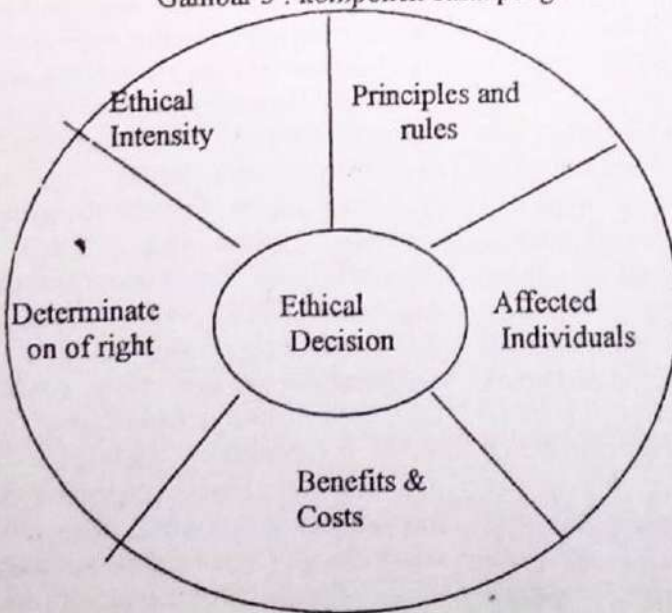 Ethical
Intensity
Principles and
rules
Determinate
on of right
Ethical
Decision
Affected
Individuals
Benefits &
Costs